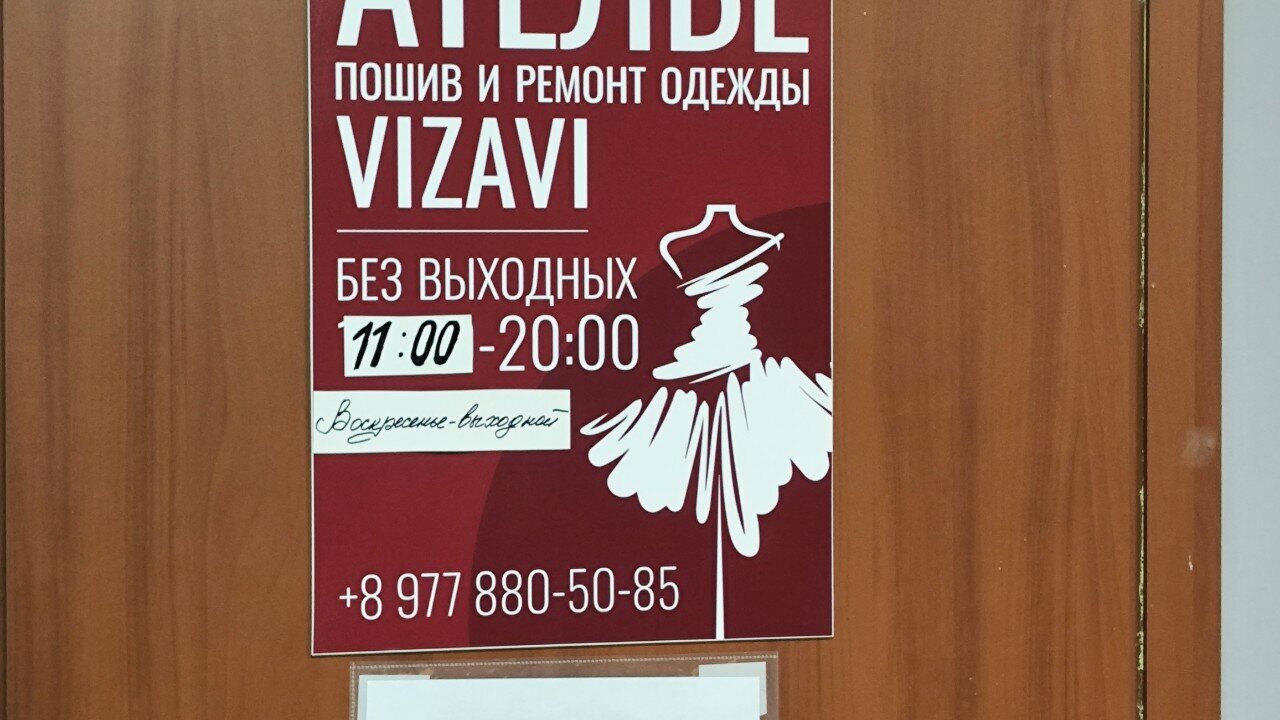 АТЕЛЬЕ
ПОШИВ И РЕМОНТ ОДЕЖДЫ
VIZAVI
БЕЗ ВЫХОДНЫХ
11:00-20:00
Воскресенье-выходной
+8 977 880-50-85